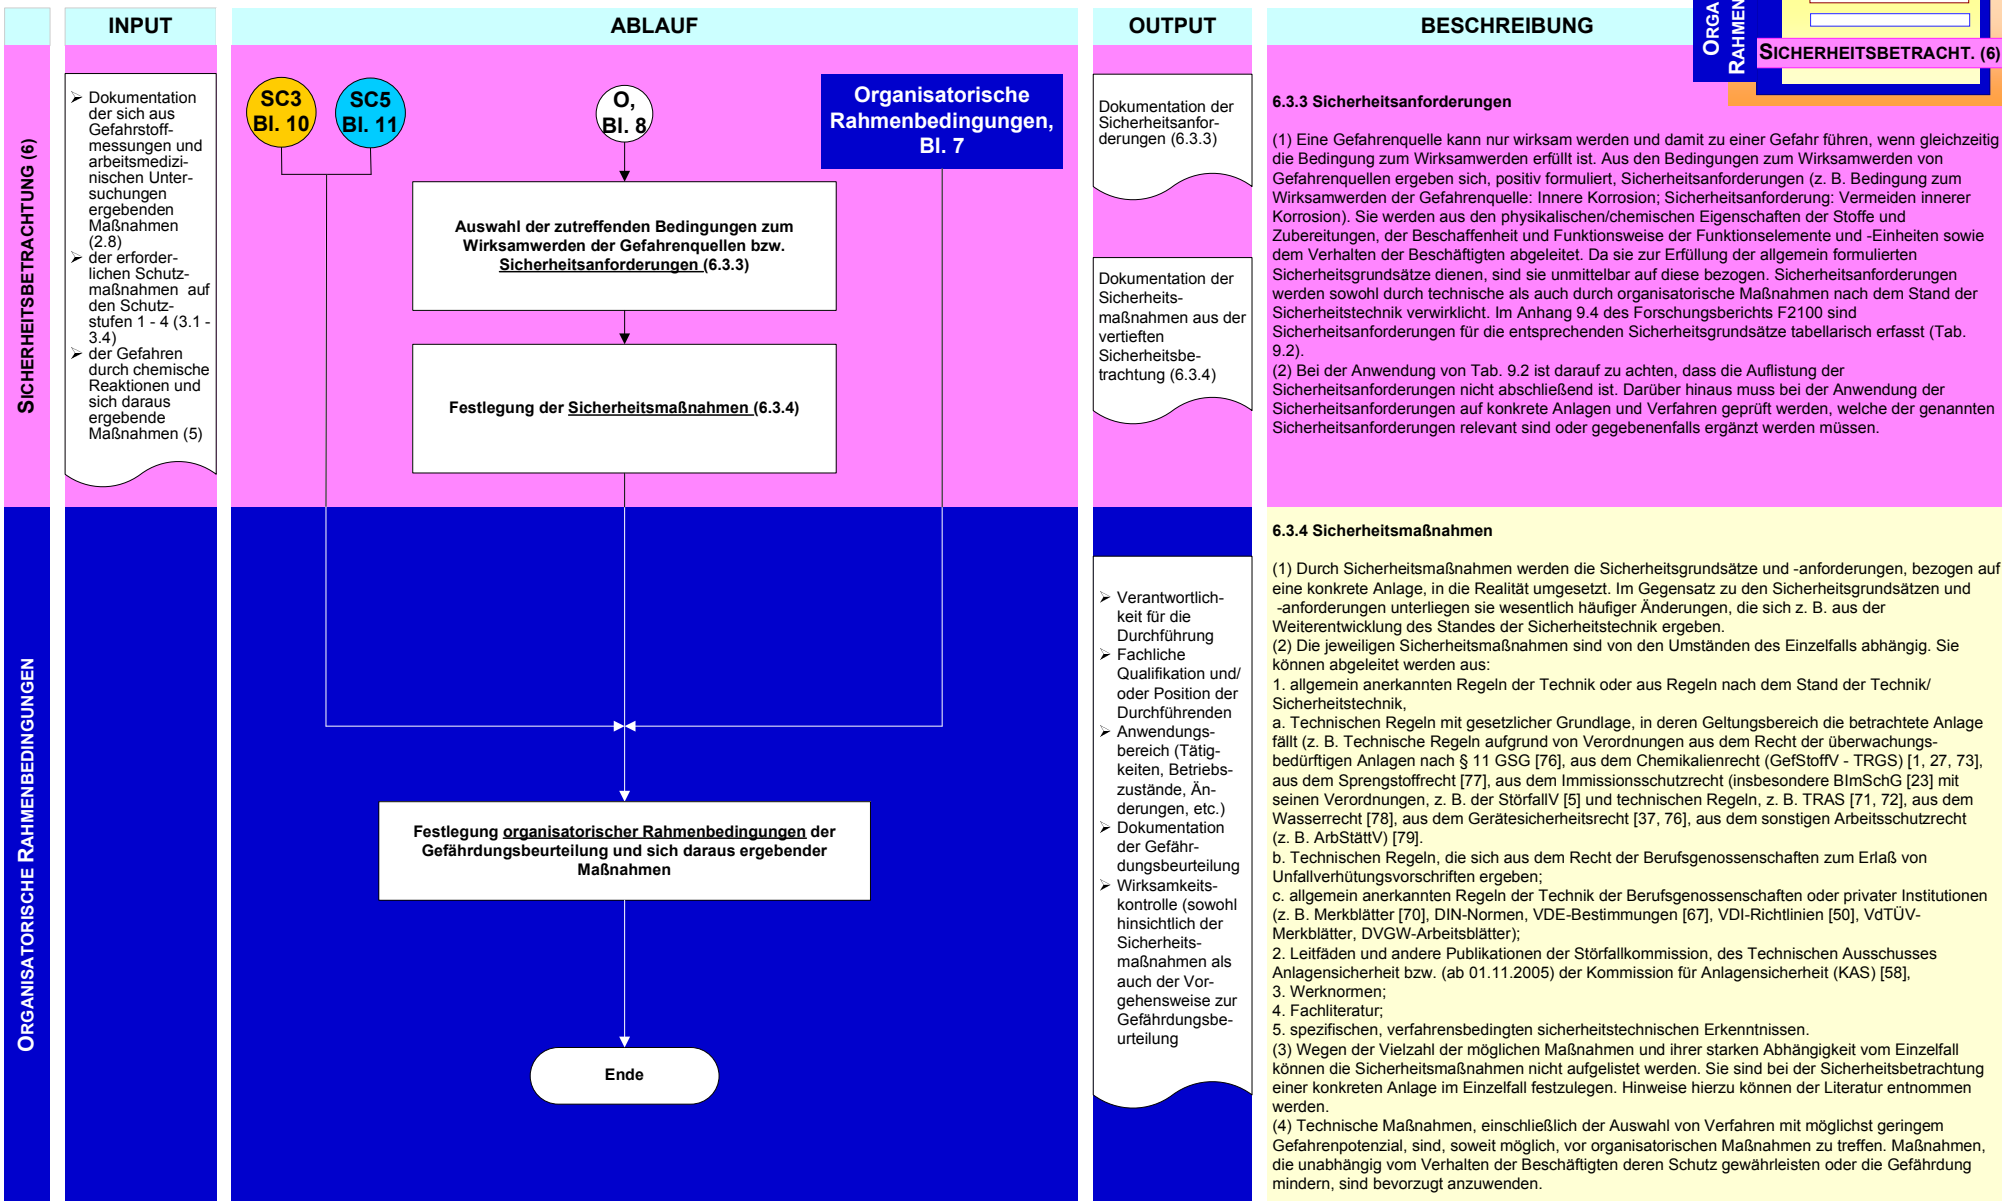 INPUT
ABLAUF
OUTPUT
BESCHREIBUNG
ORGA
RAHMEN
SICHERHEITSBETRACHT. (6)
SICHERHEITSBETRACHTUNG (6)
➢ Dokumentation
der sich aus
Gefahrstoff-
messungen und
arbeitsmedizi-
nischen Unter-
suchungen
ergebenden
Maßnahmen
(2.8)
➢ der erforder-
lichen Schutz-
maßnahmen auf
den Schutz-
stufen 1 - 4 (3.1 -
3.4)
➢ der Gefahren
durch chemische
Reaktionen und
sich daraus
ergebende
Maßnahmen (5)
SC3
Bl. 10
SC5
Bl. 11
O,
Bl. 8
Organisatorische
Rahmenbedingungen,
Bl. 7
Auswahl der zutreffenden Bedingungen zum
Wirksamwerden der Gefahrenquellen bzw.
Sicherheitsanforderungen (6.3.3)
Festlegung der Sicherheitsmaßnahmen (6.3.4)
Dokumentation der
Sicherheitsanfor-
derungen (6.3.3)
Dokumentation der
Sicherheits-
maßnahmen aus der
vertieften
Sicherheitsbe-
trachtung (6.3.4)
6.3.3 Sicherheitsanforderungen
(1) Eine Gefahrenquelle kann nur wirksam werden und damit zu einer Gefahr führen, wenn gleichzeitig
die Bedingung zum Wirksamwerden erfüllt ist. Aus den Bedingungen zum Wirksamwerden von
Gefahrenquellen ergeben sich, positiv formuliert, Sicherheitsanforderungen (z. B. Bedingung zum
Wirksamwerden der Gefahrenquelle: Innere Korrosion; Sicherheitsanforderung: Vermeiden innerer
Korrosion). Sie werden aus den physikalischen/chemischen Eigenschaften der Stoffe und
Zubereitungen, der Beschaffenheit und Funktionsweise der Funktionselemente und -Einheiten sowie
dem Verhalten der Beschäftigten abgeleitet. Da sie zur Erfüllung der allgemein formulierten
Sicherheitsgrundsätze dienen, sind sie unmittelbar auf diese bezogen. Sicherheitsanforderungen
werden sowohl durch technische als auch durch organisatorische Maßnahmen nach dem Stand der
Sicherheitstechnik verwirklicht. Im Anhang 9.4 des Forschungsberichts F2100 sind
Sicherheitsanforderungen für die entsprechenden Sicherheitsgrundsätze tabellarisch erfasst (Tab.
9.2).
(2) Bei der Anwendung von Tab. 9.2 ist darauf zu achten, dass die Auflistung der
Sicherheitsanforderungen nicht abschließend ist. Darüber hinaus muss bei der Anwendung der
Sicherheitsanforderungen auf konkrete Anlagen und Verfahren geprüft werden, welche der genannten
Sicherheitsanforderungen relevant sind oder gegebenenfalls ergänzt werden müssen.
ORGANISATORISCHE RAHMENBEDINGUNGEN
Festlegung organisatorischer Rahmenbedingungen der
Gefährdungsbeurteilung und sich daraus ergebender
Maßnahmen
Ende
➢ Verantwortlich-
keit für die
Durchführung
➢ Fachliche
Qualifikation und/
oder Position der
Durchführenden
➢ Anwendungs-
bereich (Tätig-
keiten, Betriebs-
zustände, Än-
derungen, etc.)
➢ Dokumentation
der Gefähr-
dungsbeurteilung
➢ Wirksamkeits-
kontrolle (sowohl
hinsichtlich der
Sicherheits-
maßnahmen als
auch der Vor-
gehensweise zur
Gefährdungsbe-
urteilung
6.3.4 Sicherheitsmaßnahmen
(1) Durch Sicherheitsmaßnahmen werden die Sicherheitsgrundsätze und -anforderungen, bezogen auf
eine konkrete Anlage, in die Realität umgesetzt. Im Gegensatz zu den Sicherheitsgrundsätzen und
-anforderungen unterliegen sie wesentlich häufiger Änderungen, die sich z. B. aus der
Weiterentwicklung des Standes der Sicherheitstechnik ergeben.
(2) Die jeweiligen Sicherheitsmaßnahmen sind von den Umständen des Einzelfalls abhängig. Sie
können abgeleitet werden aus:
1. allgemein anerkannten Regeln der Technik oder aus Regeln nach dem Stand der Technik/
Sicherheitstechnik,
a. Technischen Regeln mit gesetzlicher Grundlage, in deren Geltungsbereich die betrachtete Anlage
fällt (z. B. Technische Regeln aufgrund von Verordnungen aus dem Recht der überwachungs-
bedürftigen Anlagen nach § 11 GSG [76], aus dem Chemikalienrecht (GefStoffV - TRGS) [1, 27, 73],
aus dem Sprengstoffrecht [77], aus dem Immissionsschutzrecht (insbesondere BImSchG [23] mit
seinen Verordnungen, z. B. der StörfallV [5] und technischen Regeln, z. B. TRAS [71, 72], aus dem
Wasserrecht [78], aus dem Gerätesicherheitsrecht [37, 76], aus dem sonstigen Arbeitsschutzrecht
(z. B. ArbStättV) [79].
b. Technischen Regeln, die sich aus dem Recht der Berufsgenossenschaften zum Erlaß von
Unfallverhütungsvorschriften ergeben;
c. allgemein anerkannten Regeln der Technik der Berufsgenossenschaften oder privater Institutionen
(z. B. Merkblätter [70], DIN-Normen, VDE-Bestimmungen [67], VDI-Richtlinien [50], VdTÜV-
Merkblätter, DVGW-Arbeitsblätter);
2. Leitfäden und andere Publikationen der Störfallkommission, des Technischen Ausschusses
Anlagensicherheit bzw. (ab 01.11.2005) der Kommission für Anlagensicherheit (KAS) [58],
3. Werknormen;
4. Fachliteratur;
5. spezifischen, verfahrensbedingten sicherheitstechnischen Erkenntnissen.
(3) Wegen der Vielzahl der möglichen Maßnahmen und ihrer starken Abhängigkeit vom Einzelfall
können die Sicherheitsmaßnahmen nicht aufgelistet werden. Sie sind bei der Sicherheitsbetrachtung
einer konkreten Anlage im Einzelfall festzulegen. Hinweise hierzu können der Literatur entnommen
werden.
(4) Technische Maßnahmen, einschließlich der Auswahl von Verfahren mit möglichst geringem
Gefahrenpotenzial, sind, soweit möglich, vor organisatorischen Maßnahmen zu treffen. Maßnahmen,
die unabhängig vom Verhalten der Beschäftigten deren Schutz gewährleisten oder die Gefährdung
mindern, sind bevorzugt anzuwenden.